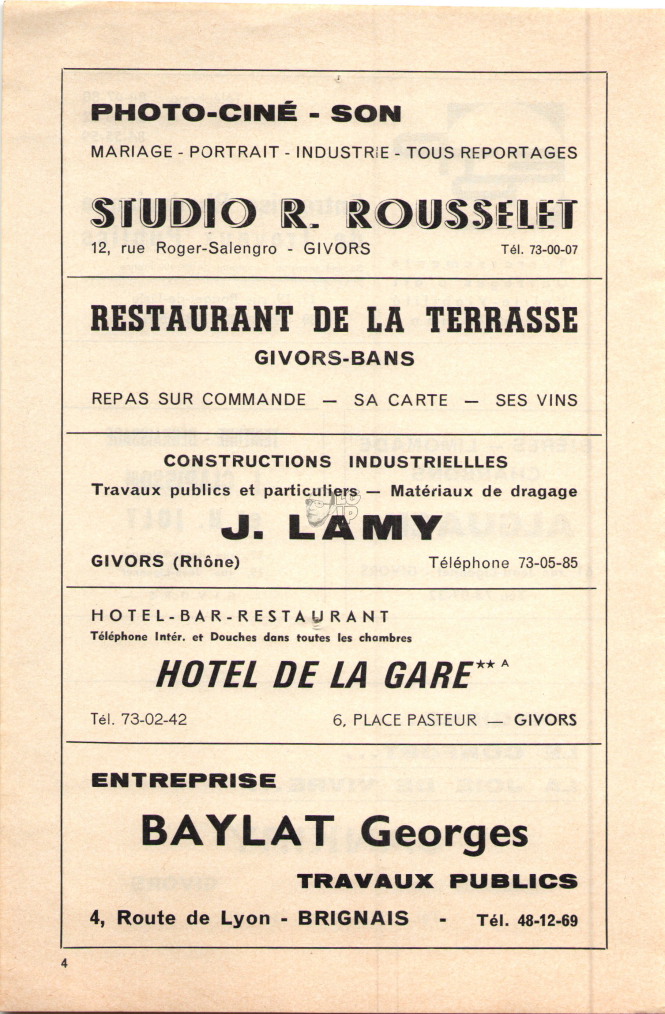 PHOTO-CINÉ - SON
MARIAGE - PORTRAIT - INDUSTRIE - TOUS REPORTAGES
STUDIO R. ROUSSELET
12, rue Roger-Salengro - GIVORS Tél. 73-00-07
RESTAURANT DE LA TERRASSE
GIVORS-BANS
REPAS SUR COMMANDE — SA CARTE — SES VINS
CONSTRUCTIONS INDUSTRIELLLES
Travaux publics et particuliers — Matériaux de dragage
J. LAMY
GIVORS (Rhône) Téléphone 73-05-85
HOTEL-BAR-RESTAURANT
Téléphone Intér. et Douches dans toutes les chambres
HOTEL DE LA GARE** A
Tél. 73-02-42 6, PLACE PASTEUR — GIVORS
ENTREPRISE
BAYLAT Georges
TRAVAUX PUBLICS
4, Route de Lyon - BRIGNAIS - Tél. 48-12-69
4